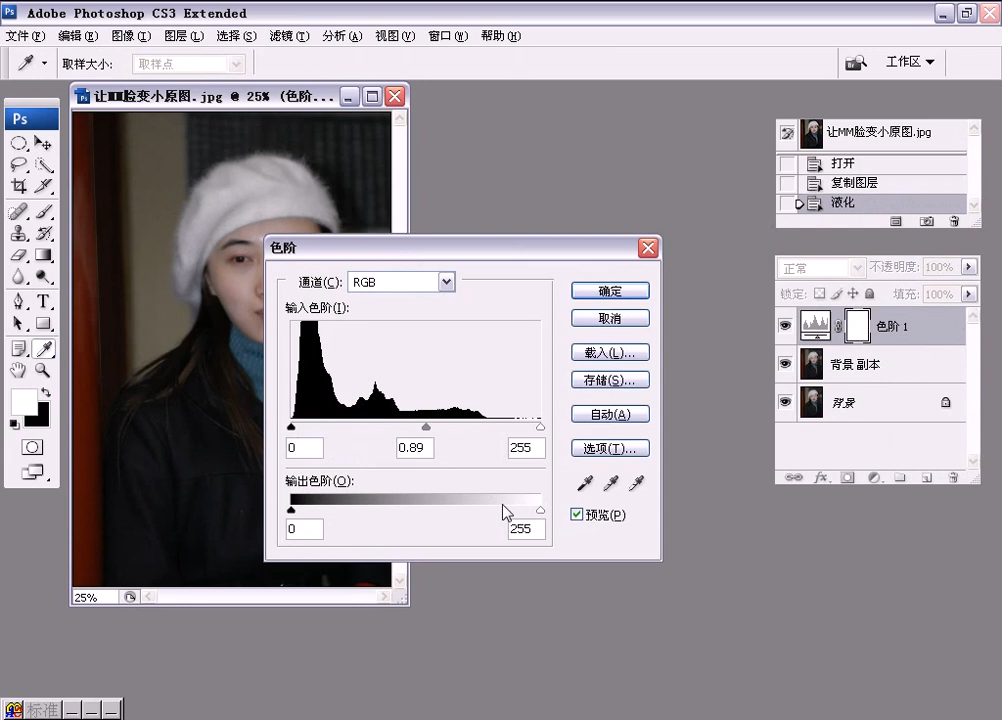 Ps Adobe Photoshop CS3 Extended
文件(F) 编辑(E) 图像(I) 图层(L) 选择(S) 滤镜(T) 分析(A) 视图(V) 窗口(W) 帮助(H)
取样大小: 取样点 工作区
让MM脸变小原图.jpg @ 25% (色阶...
Ps
让MM脸变小原图.jpg
打开
复制图层
液化
色阶
通道(C): RGB
输入色阶(I):
0 0.89 255
输出色阶(O):
0 255
确定
取消
载入(L)...
存储(S)...
自动(A)
选项(T)...
预览(P)
正常 不透明度: 100%
锁定: 填充: 100%
色阶 1
背景 副本
背景
25%
标准